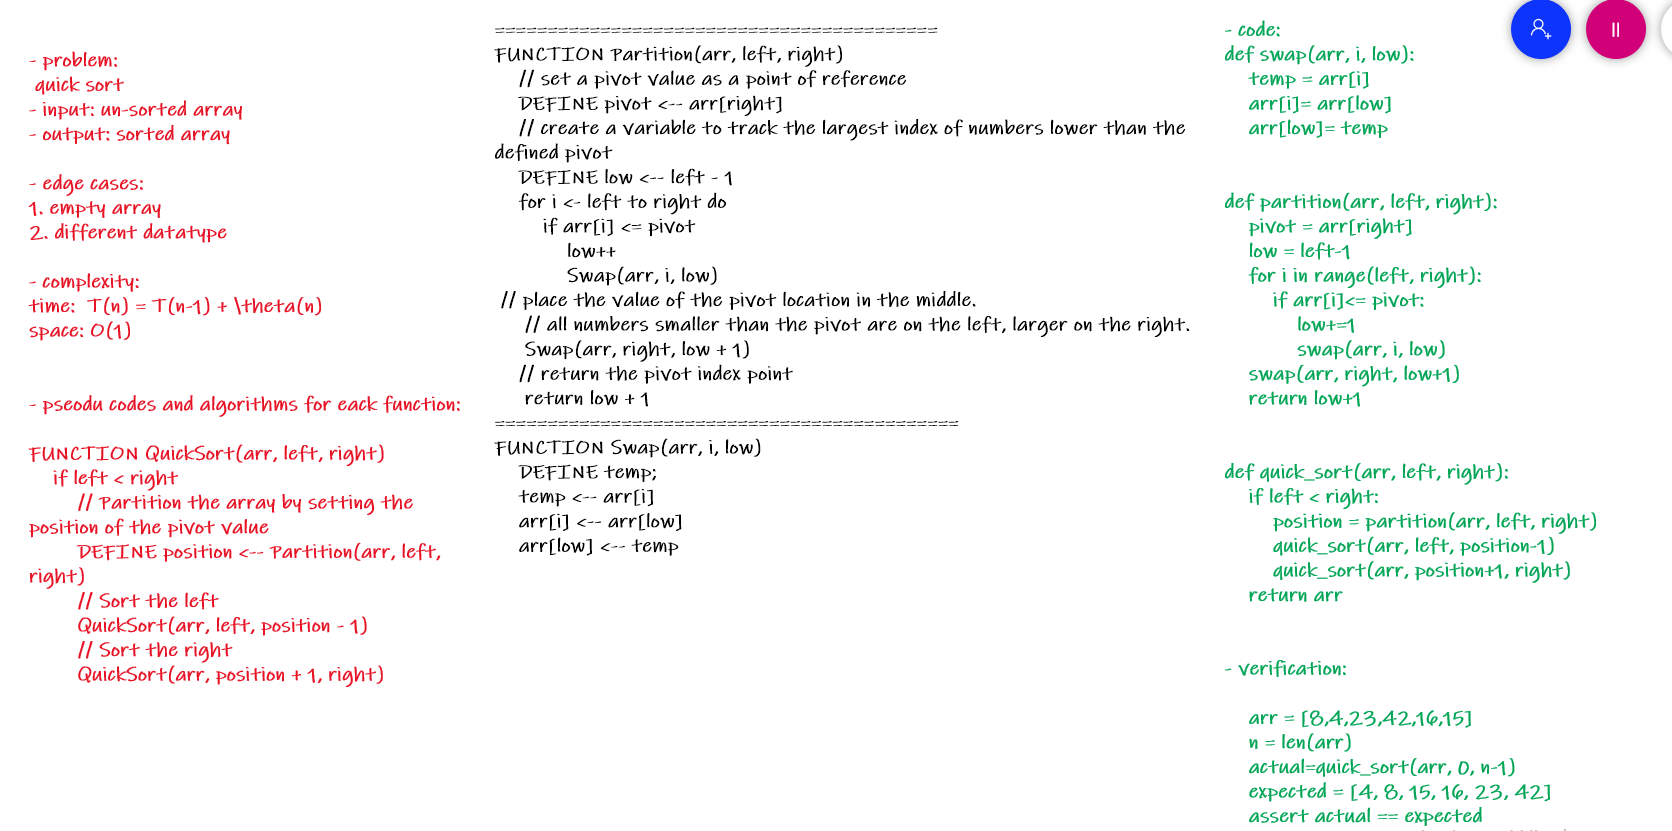 - problem:
quick sort
- input: un-sorted array
- output: sorted array
- edge cases:
1. empty array
2. different datatype
- complexity:
time: T(n) = T(n-1) + \theta(n)
space: O(1)
- pseodu codes and algorithms for eack function:
FUNCTION QuickSort(arr, left, right)
if left < right
// Partition the array by setting the
position of the pivot value
DEFINE position <-- Partition(arr, left,
right)
// Sort the left
QuickSort(arr, left, position - 1)
// Sort the right
QuickSort(arr, position + 1, right)
==========================================
FUNCTION Partition(arr, left, right)
// set a pivot value as a point of reference
DEFINE pivot <-- arr[right]
// create a variable to track the largest index of numbers lower than the
defined pivot
DEFINE low <-- left - 1
for i <- left to right do
if arr[i] <= pivot
low++
Swap(arr, i, low)
// place the value of the pivot location in the middle.
// all numbers smaller than the pivot are on the left, larger on the right.
Swap(arr, right, low + 1)
// return the pivot index point
return low + 1
============================================
FUNCTION Swap(arr, i, low)
DEFINE temp;
temp <-- arr[i]
arr[i] <-- arr[low]
arr[low] <-- temp
- code:
def swap(arr, i, low):
temp = arr[i]
arr[i]= arr[low]
arr[low]= temp
def partition(arr, left, right):
pivot = arr[right]
low = left-1
for i in range(left, right):
if arr[i]<= pivot:
low+=1
swap(arr, i, low)
swap(arr, right, low+1)
return low+1
def quick_sort(arr, left, right):
if left < right:
position = partition(arr, left, right)
quick_sort(arr, left, position-1)
quick_sort(arr, position+1, right)
return arr
- verification:
arr = [8,4,23,42,16,15]
n = len(arr)
actual=quick_sort(arr, 0, n-1)
expected = [4, 8, 15, 16, 23, 42]
assert actual == expected